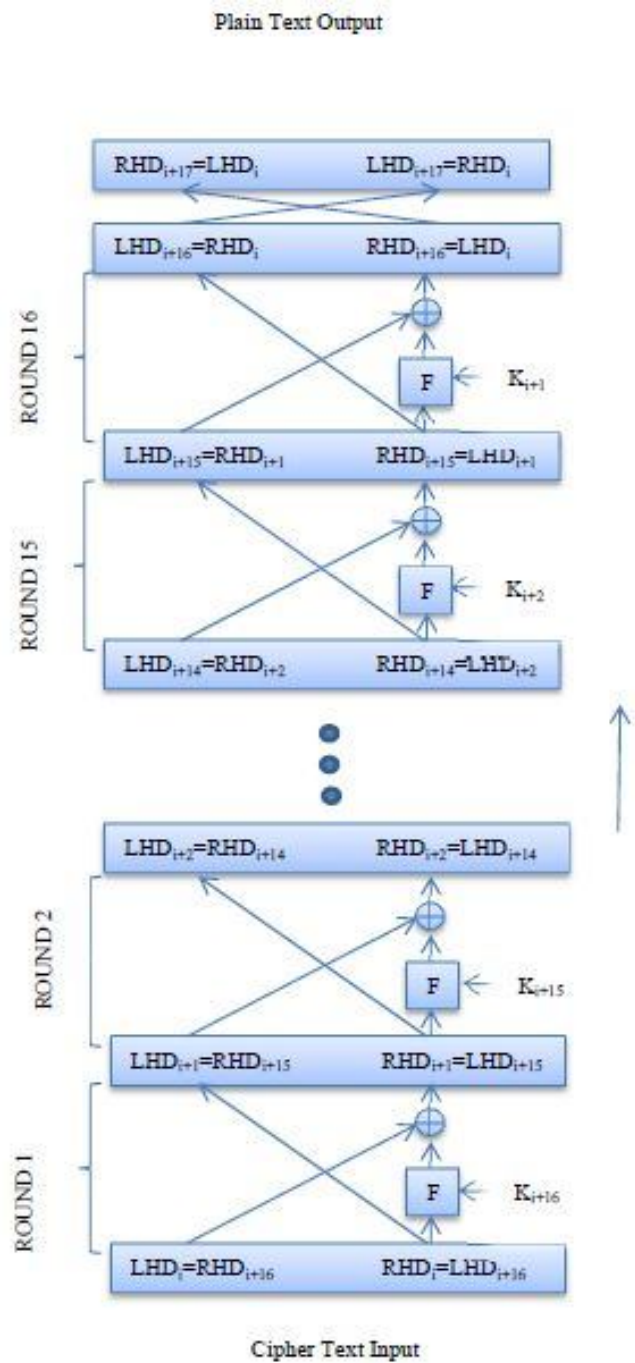 Plain Text Output
RHDᵢ₊₁₇=LHDᵢ LHDᵢ₊₁₇=RHDᵢ
LHDᵢ₊₁₆=RHDᵢ RHDᵢ₊₁₆=LHDᵢ
ROUND 16
F
Kᵢ₊₁
LHDᵢ₊₁₅=RHDᵢ₊₁ RHDᵢ₊₁₅=LHDᵢ₊₁
ROUND 15
F
Kᵢ₊₂
LHDᵢ₊₁₄=RHDᵢ₊₂ RHDᵢ₊₁₄=LHDᵢ₊₂
LHDᵢ₊₂=RHDᵢ₊₁₄ RHDᵢ₊₂=LHDᵢ₊₁₄
ROUND 2
F
Kᵢ₊₁₅
LHDᵢ₊₁=RHDᵢ₊₁₅ RHDᵢ₊₁=LHDᵢ₊₁₅
ROUND 1
F
Kᵢ₊₁₆
LHDᵢ=RHDᵢ₊₁₆ RHDᵢ=LHDᵢ₊₁₆
Cipher Text Input